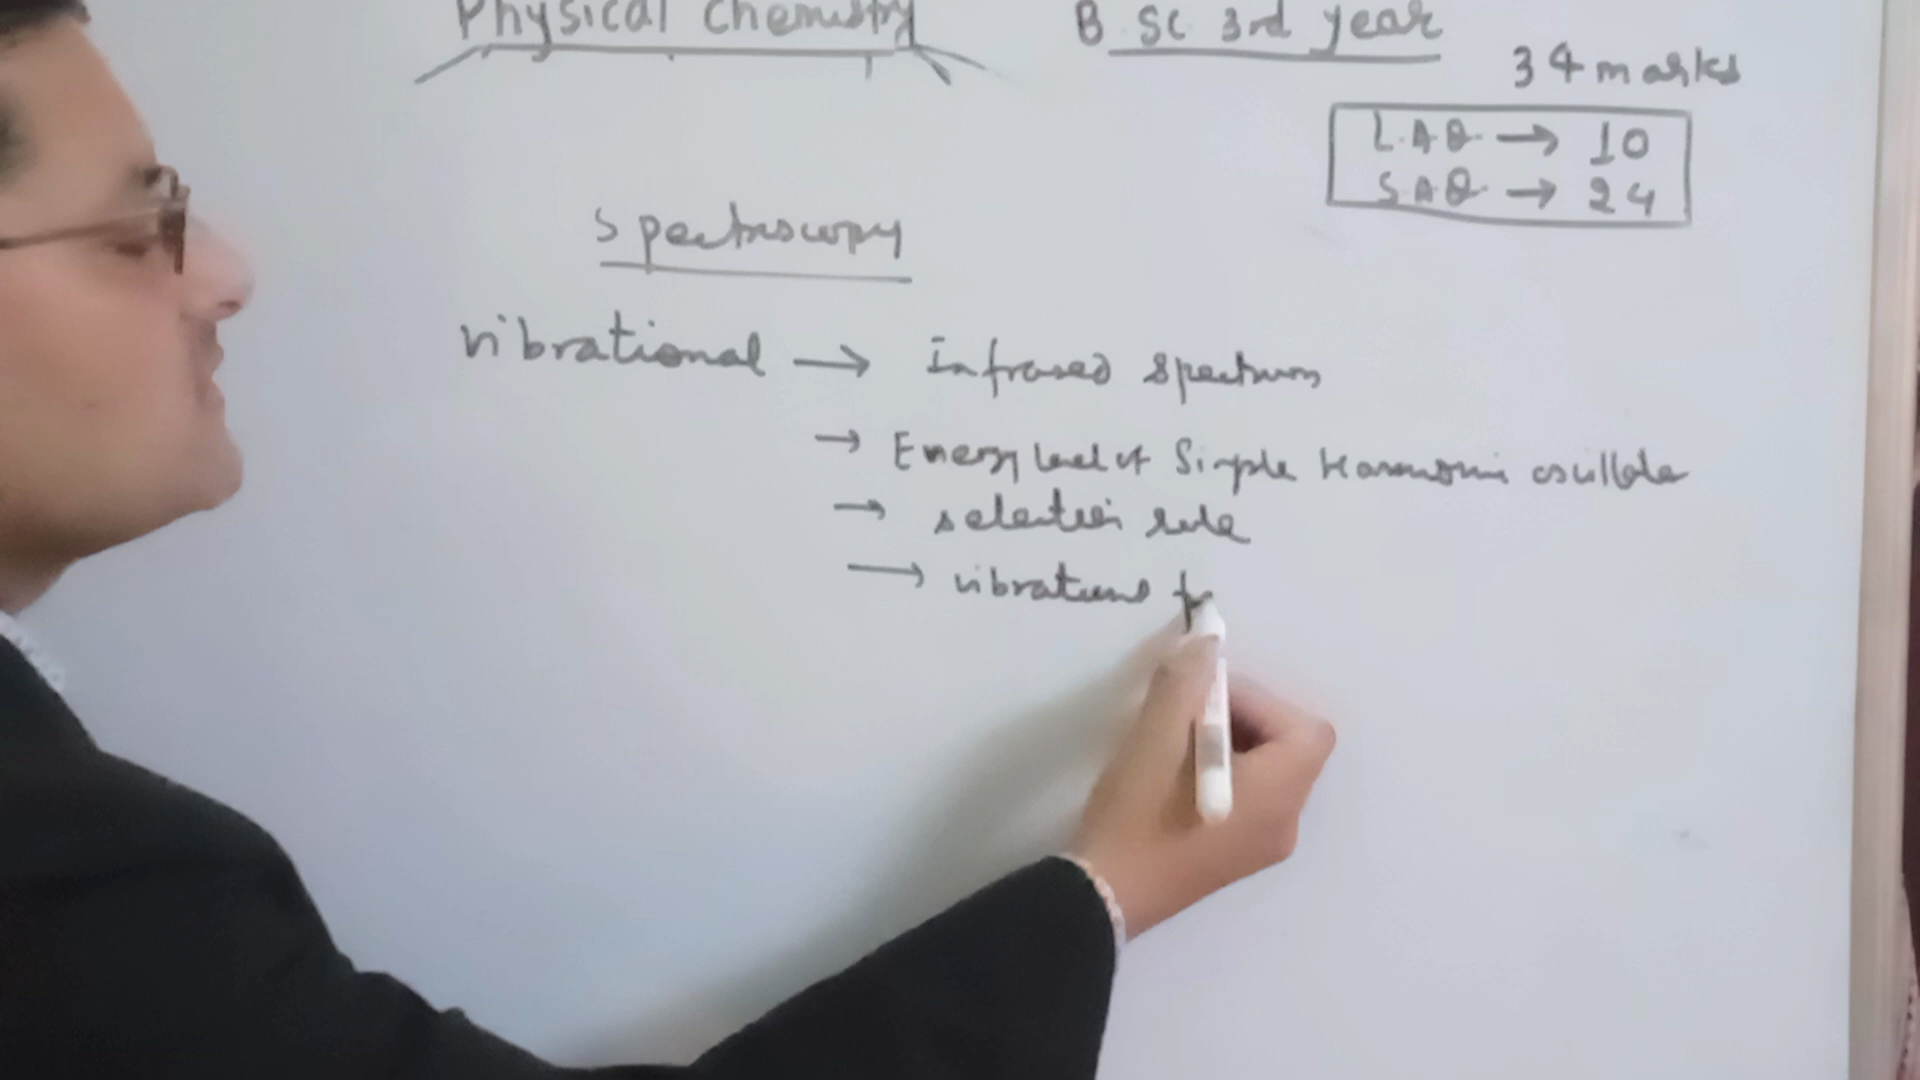 Physical Chemistry
B.Sc 3rd year
34 marks
L.A.Q. → 10
S.A.Q. → 24
Spectroscopy
vibrational → Infrared spectrum
→ Energy level of Simple Harmonic oscillator
→ selection rule
→ vibrational